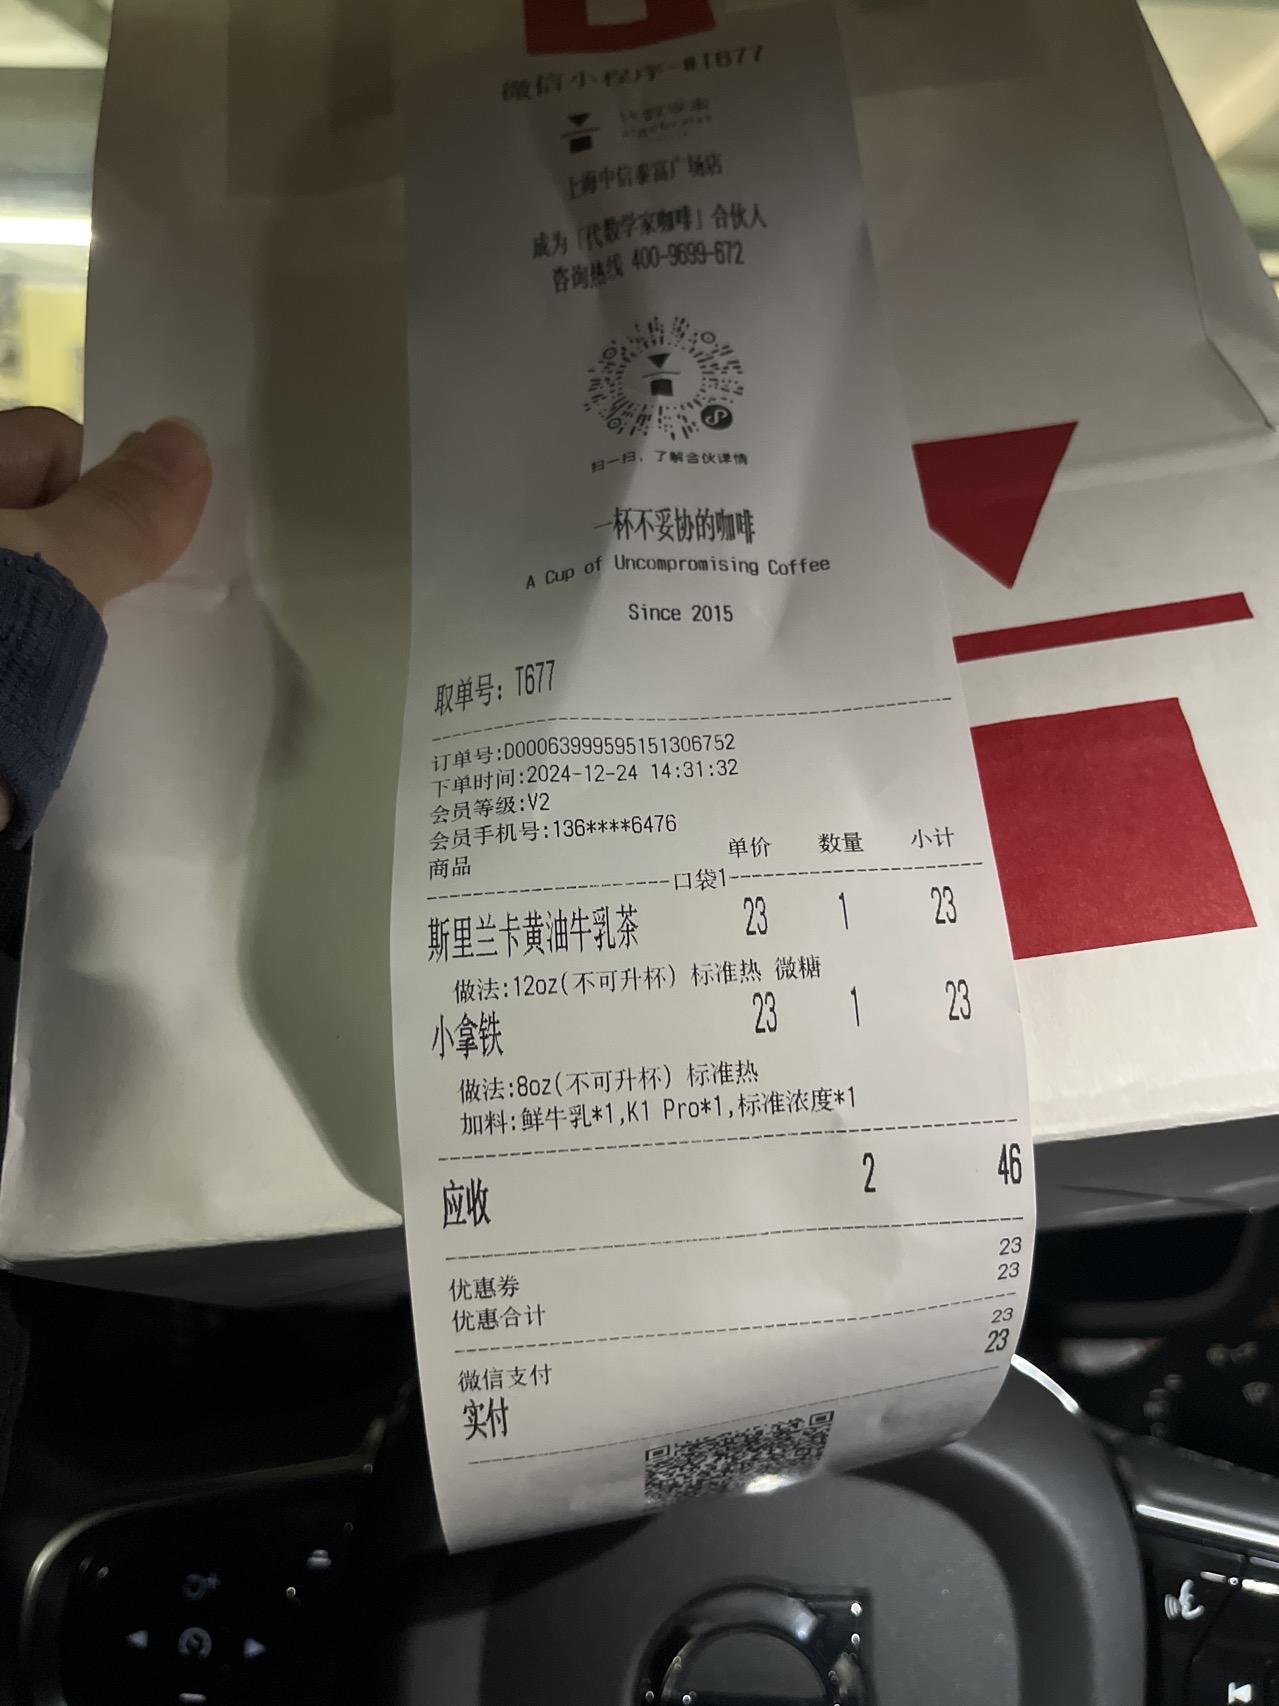 微信小程序-#T677
上海中信泰富广场店
成为「代数学家咖啡」合伙人
咨询热线 400-9699-672
扫一扫，了解合伙详情
一杯不妥协的咖啡
A Cup of Uncompromising Coffee
Since 2015
取单号: T677
订单号:D00063999595151306752
下单时间:2024-12-24 14:31:32
会员等级:V2
会员手机号:136****6476
商品 单价 数量 小计
口袋1
斯里兰卡黄油牛乳茶 23 1 23
做法:12oz(不可升杯) 标准热 微糖
小拿铁 23 1 23
做法:8oz(不可升杯) 标准热
加料:鲜牛乳*1,K1 Pro*1,标准浓度*1
应收 2 46
优惠券 23
优惠合计 23
微信支付 23
实付 23